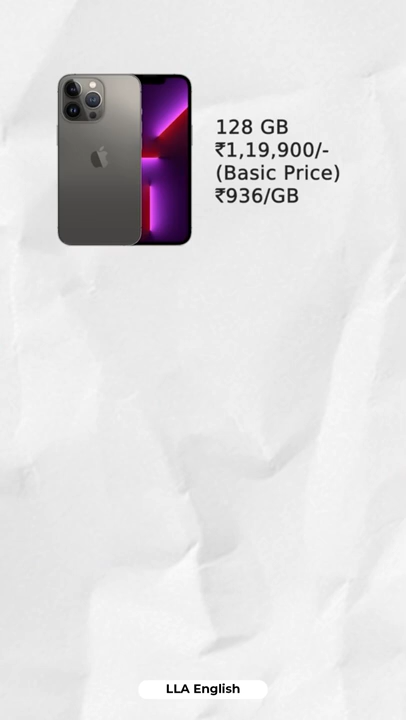 128 GB
₹1,19,900/-
(Basic Price)
₹936/GB
LLA English